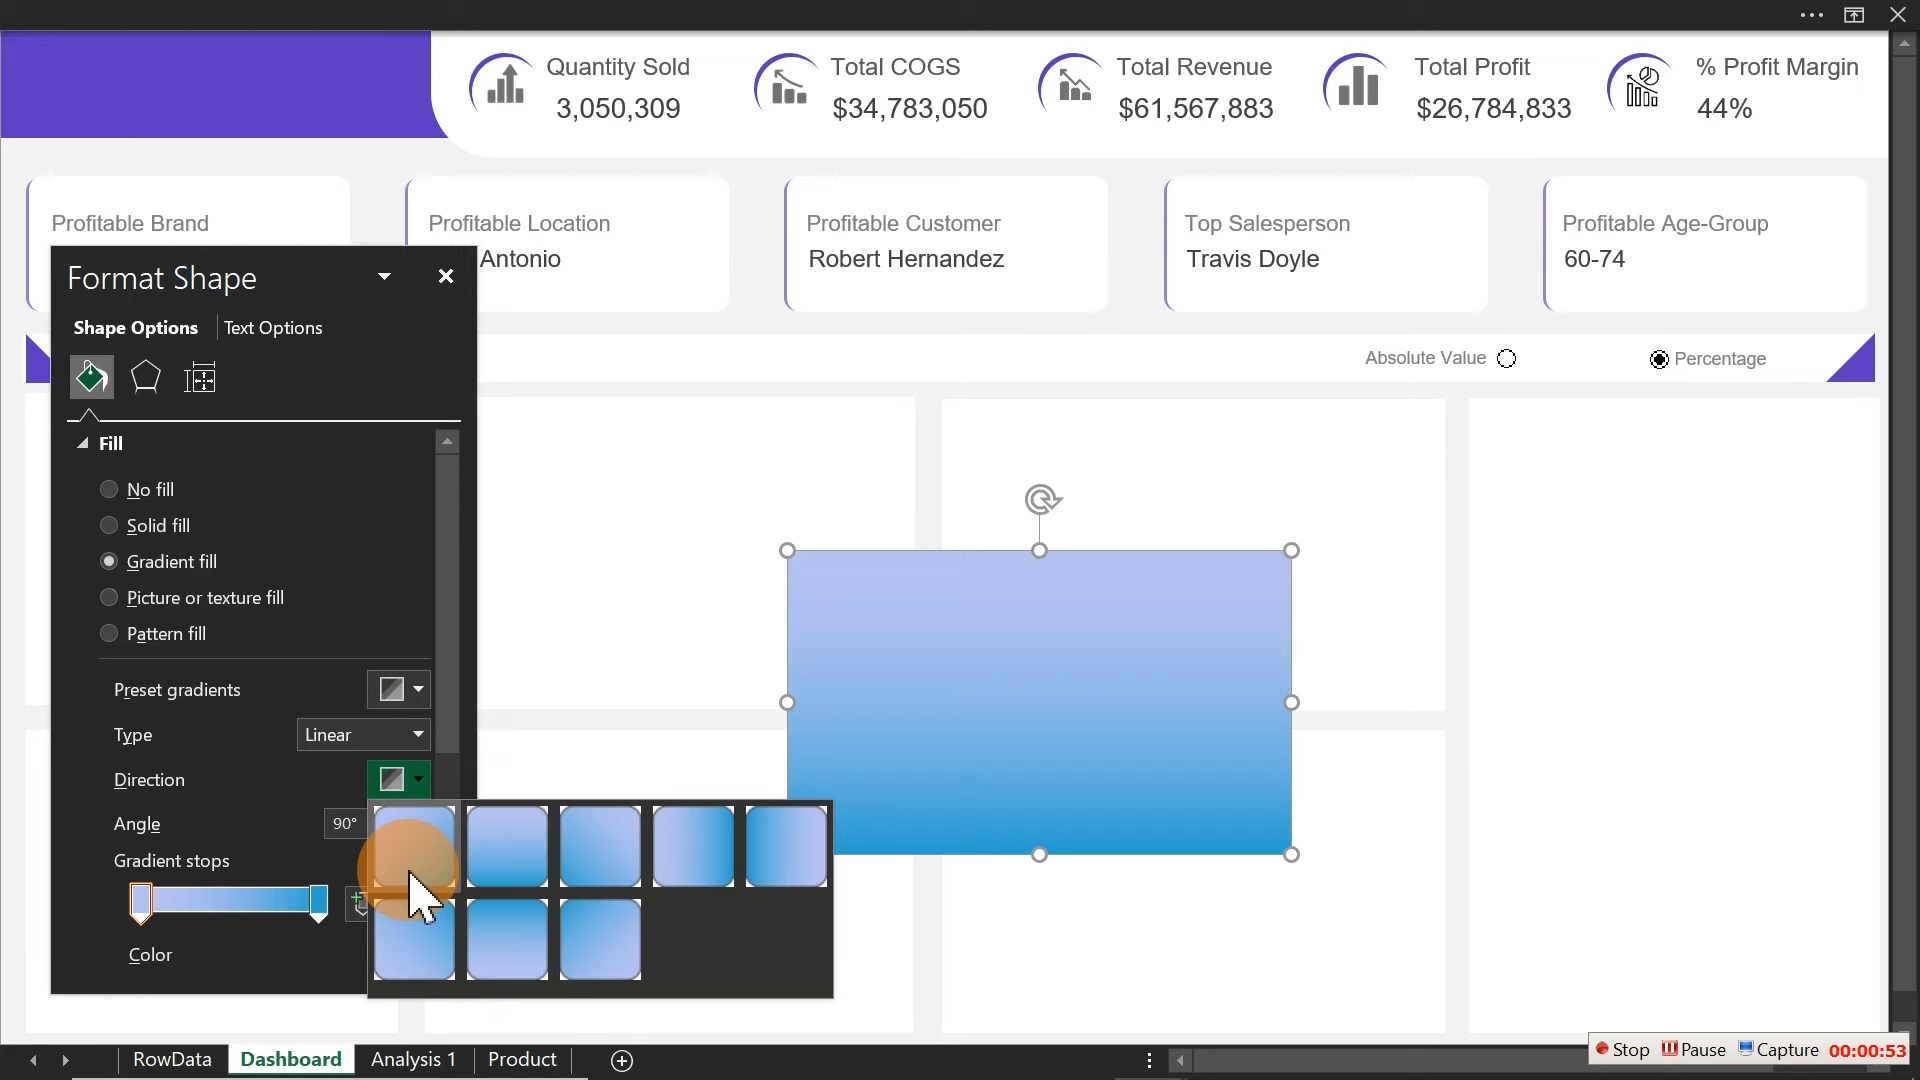 Quantity Sold
3,050,309
Total COGS
$34,783,050
Total Revenue
$61,567,883
Total Profit
$26,784,833
% Profit Margin
44%
Profitable Brand
Profitable Location
Antonio
Profitable Customer
Robert Hernandez
Top Salesperson
Travis Doyle
Profitable Age-Group
60-74
Absolute Value
Percentage
Format Shape
Shape Options
Text Options
Fill
No fill
Solid fill
Gradient fill
Picture or texture fill
Pattern fill
Preset gradients
Type
Linear
Direction
Angle
90°
Gradient stops
Color
RowData
Dashboard
Analysis 1
Product
Stop
Pause
Capture
00:00:53